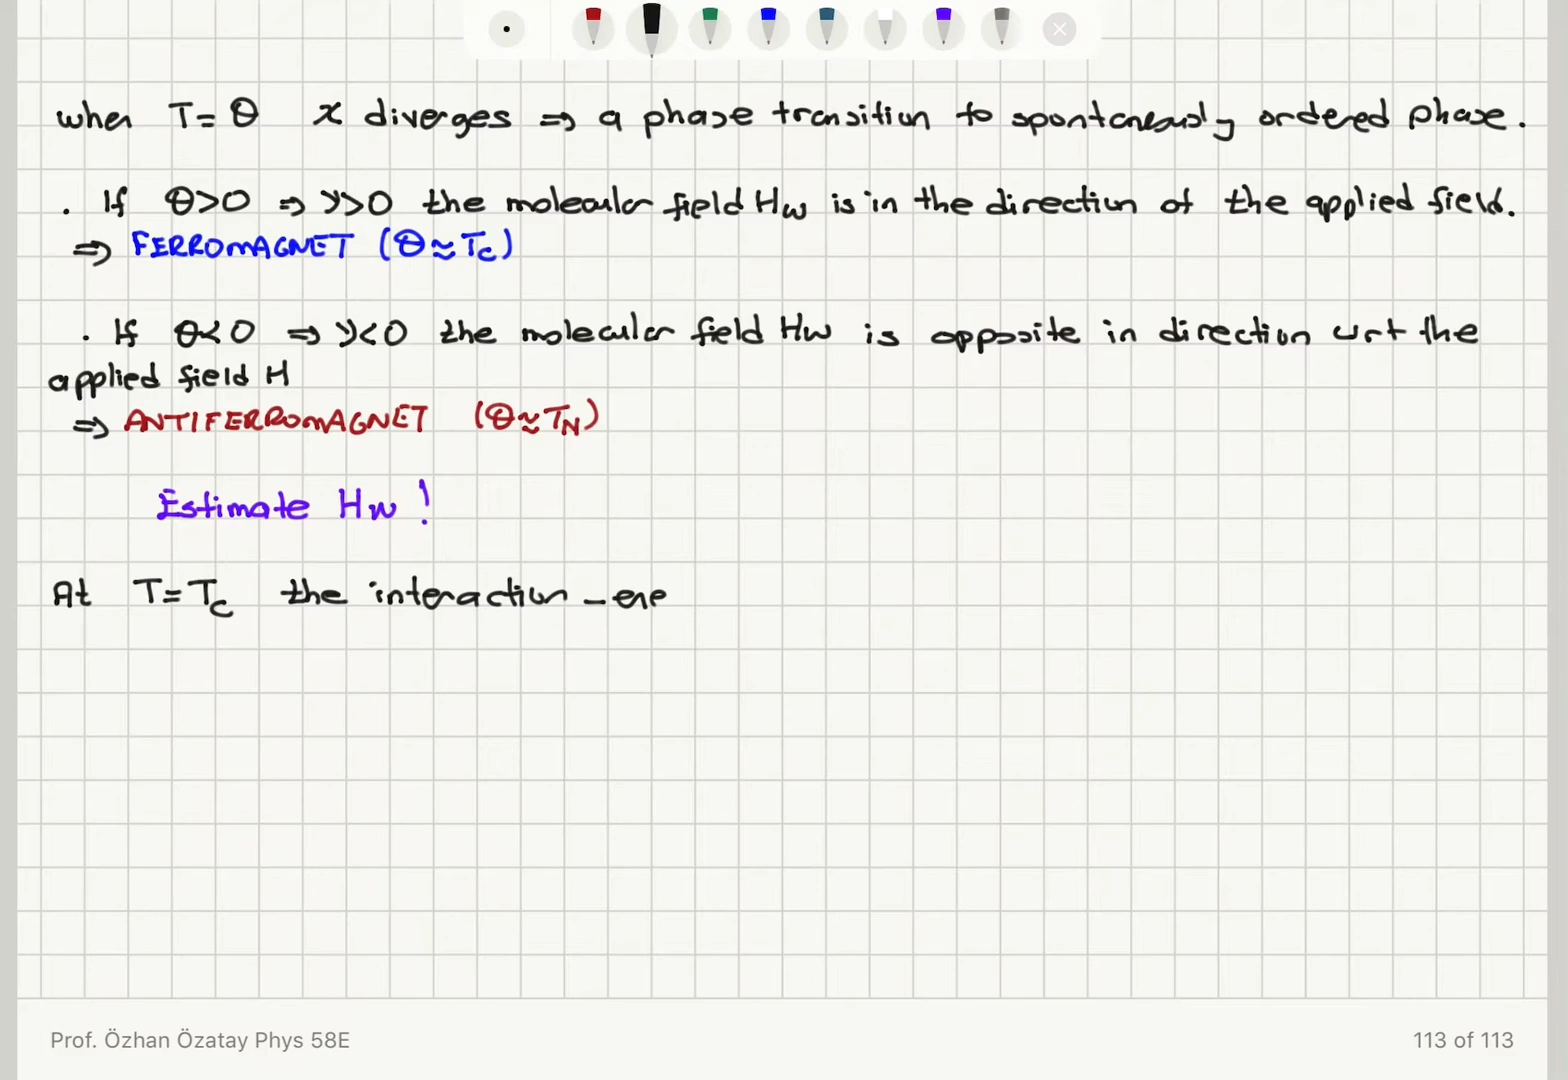 when T=Θ χ diverges ⇒ a phase transition to spontaneously ordered phase.
. If Θ>0 ⇒ γ>0 the molecular field Hw is in the direction of the applied field.
⇒ FERROMAGNET (Θ≈Tc)
. If Θ<0 ⇒ γ<0 the molecular field Hw is opposite in direction wrt the
applied field H
⇒ ANTIFERROMAGNET (Θ≈TN)
Estimate Hw!
At T=Tc the interaction _ ene
Prof. Özhan Özatay Phys 58E
113 of 113